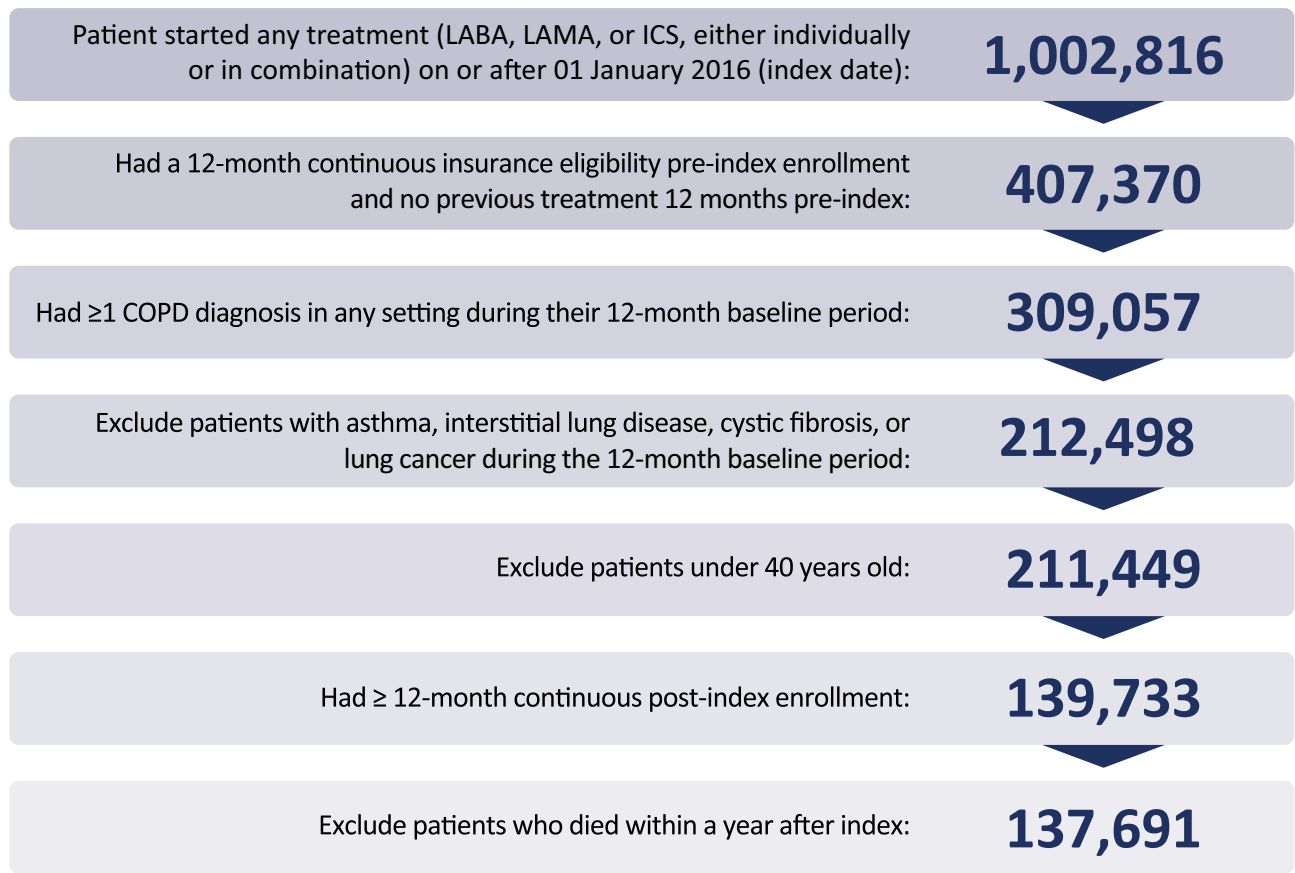 Patient started any treatment (LABA, LAMA, or ICS, either individually
or in combination) on or after 01 January 2016 (index date):
1,002,816
Had a 12-month continuous insurance eligibility pre-index enrollment
and no previous treatment 12 months pre-index:
407,370
Had ≥1 COPD diagnosis in any setting during their 12-month baseline period:
309,057
Exclude patients with asthma, interstitial lung disease, cystic fibrosis, or
lung cancer during the 12-month baseline period:
212,498
Exclude patients under 40 years old:
211,449
Had ≥ 12-month continuous post-index enrollment:
139,733
Exclude patients who died within a year after index:
137,691